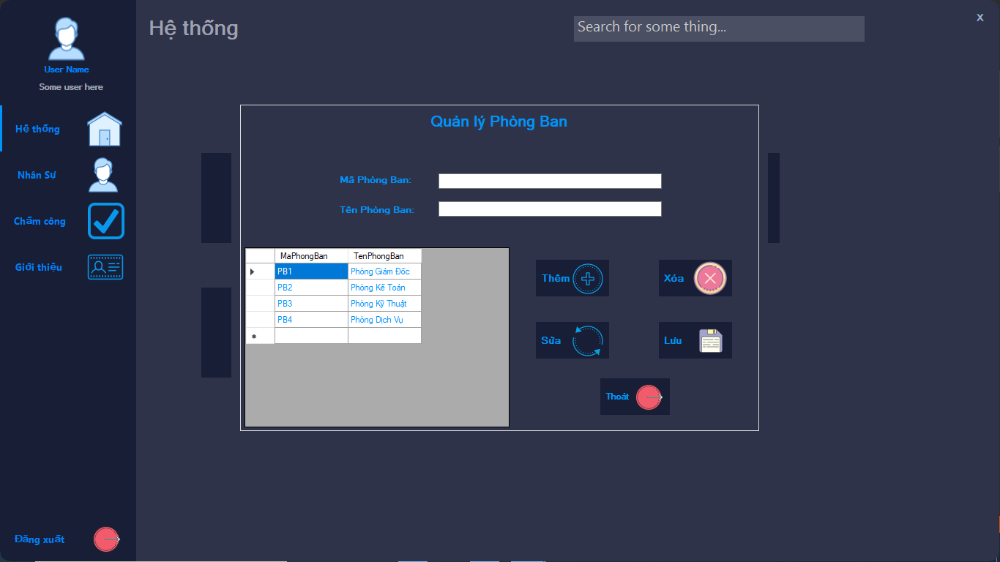 Hệ thống
Search for some thing...
x
User Name
Some user here
Hệ thống
Nhân Sự
Chấm công
Giới thiệu
Đăng xuất
Quản lý Phòng Ban
Mã Phòng Ban:
Tên Phòng Ban:
MaPhongBan TenPhongBan
PB1 Phòng Giám Đốc
PB2 Phòng Kế Toán
PB3 Phòng Kỹ Thuật
PB4 Phòng Dịch Vụ
Thêm
Xóa
Sửa
Lưu
Thoát